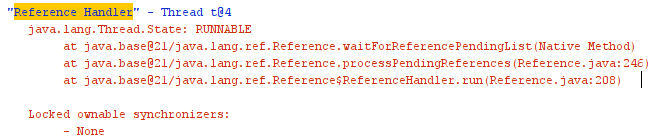 "Reference Handler" - Thread t@4
java.lang.Thread.State: RUNNABLE
at java.base@21/java.lang.ref.Reference.waitForReferencePendingList(Native Method)
at java.base@21/java.lang.ref.Reference.processPendingReferences(Reference.java:246)
at java.base@21/java.lang.ref.Reference$ReferenceHandler.run(Reference.java:208)
Locked ownable synchronizers:
- None